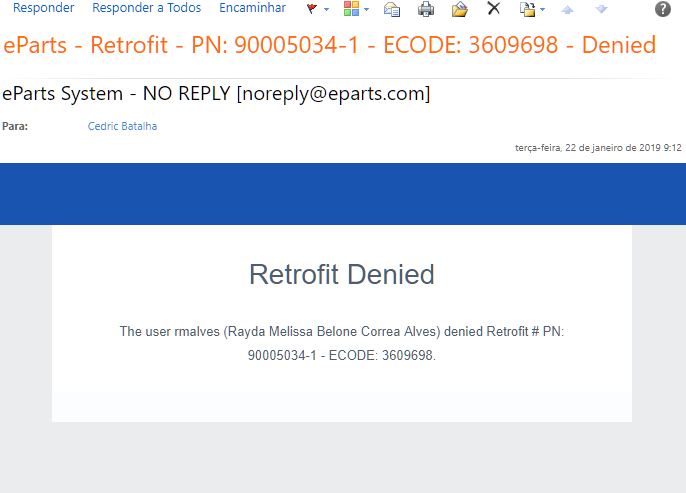 Responder Responder a Todos Encaminhar
eParts - Retrofit - PN: 90005034-1 - ECODE: 3609698 - Denied
eParts System - NO REPLY [noreply@eparts.com]
Para: Cedric Batalha
terça-feira, 22 de janeiro de 2019 9:12
Retrofit Denied
The user rmalves (Rayda Melissa Belone Correa Alves) denied Retrofit # PN:
90005034-1 - ECODE: 3609698.